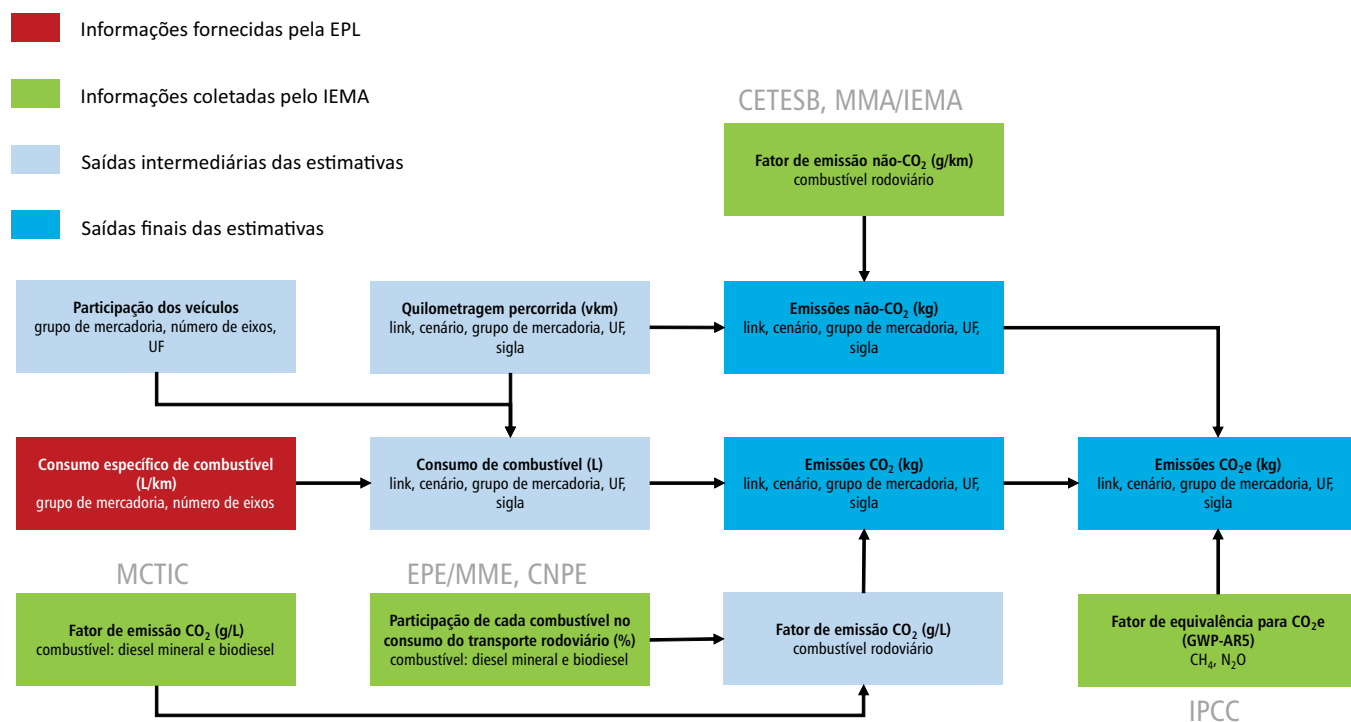 Informações fornecidas pela EPL
Informações coletadas pelo IEMA
Saídas intermediárias das estimativas
Saídas finais das estimativas
CETESB, MMA/IEMA
Fator de emissão não-CO₂ (g/km)
combustível rodoviário
Participação dos veículos
grupo de mercadoria, número de eixos,
UF
Quilometragem percorrida (vkm)
link, cenário, grupo de mercadoria, UF,
sigla
Emissões não-CO₂ (kg)
link, cenário, grupo de mercadoria, UF,
sigla
Consumo específico de combustível
(L/km)
grupo de mercadoria, número de eixos
Consumo de combustível (L)
link, cenário, grupo de mercadoria, UF,
sigla
Emissões CO₂ (kg)
link, cenário, grupo de mercadoria, UF,
sigla
Emissões CO₂e (kg)
link, cenário, grupo de mercadoria, UF,
sigla
MCTIC
Fator de emissão CO₂ (g/L)
combustível: diesel mineral e biodiesel
EPE/MME, CNPE
Participação de cada combustível no
consumo do transporte rodoviário (%)
combustível: diesel mineral e biodiesel
Fator de emissão CO₂ (g/L)
combustível rodoviário
Fator de equivalência para CO₂e
(GWP-AR5)
CH₄, N₂O
IPCC